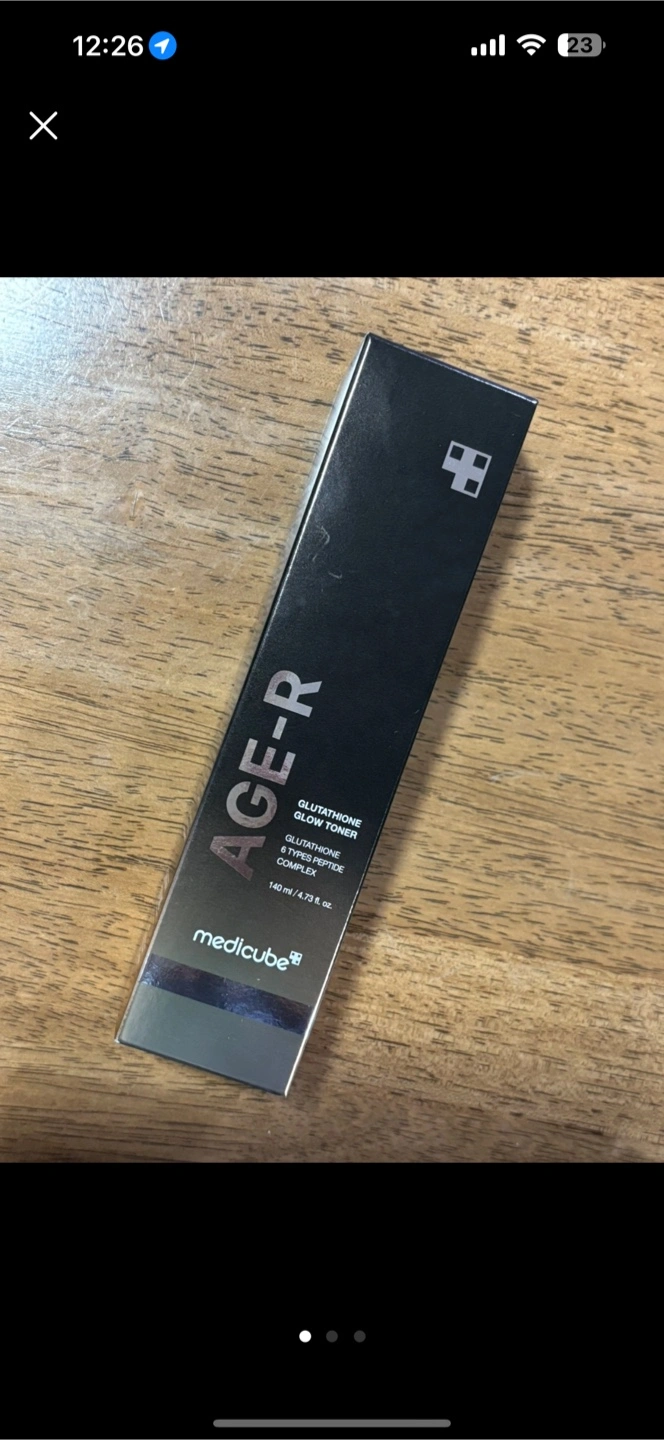 12:26
23
AGE-R
GLUTATHIONE
GLOW TONER
GLUTATHIONE
6 TYPES PEPTIDE
COMPLEX
140 ml / 4.73 fl. oz.
medicube